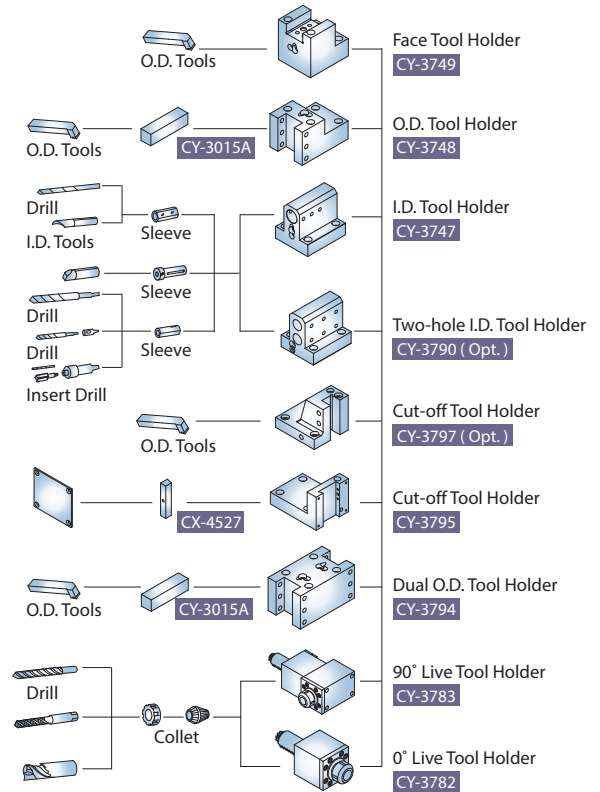 O.D. Tools
Face Tool Holder
CY-3749
O.D. Tools
CY-3015A
O.D. Tool Holder
CY-3748
Drill
I.D. Tools
Sleeve
I.D. Tool Holder
CY-3747
Sleeve
Drill
Drill
Sleeve
Insert Drill
Two-hole I.D. Tool Holder
CY-3790 ( Opt. )
O.D. Tools
Cut-off Tool Holder
CY-3797 ( Opt. )
CX-4527
Cut-off Tool Holder
CY-3795
O.D. Tools
CY-3015A
Dual O.D. Tool Holder
CY-3794
Drill
Collet
90˚ Live Tool Holder
CY-3783
0˚ Live Tool Holder
CY-3782